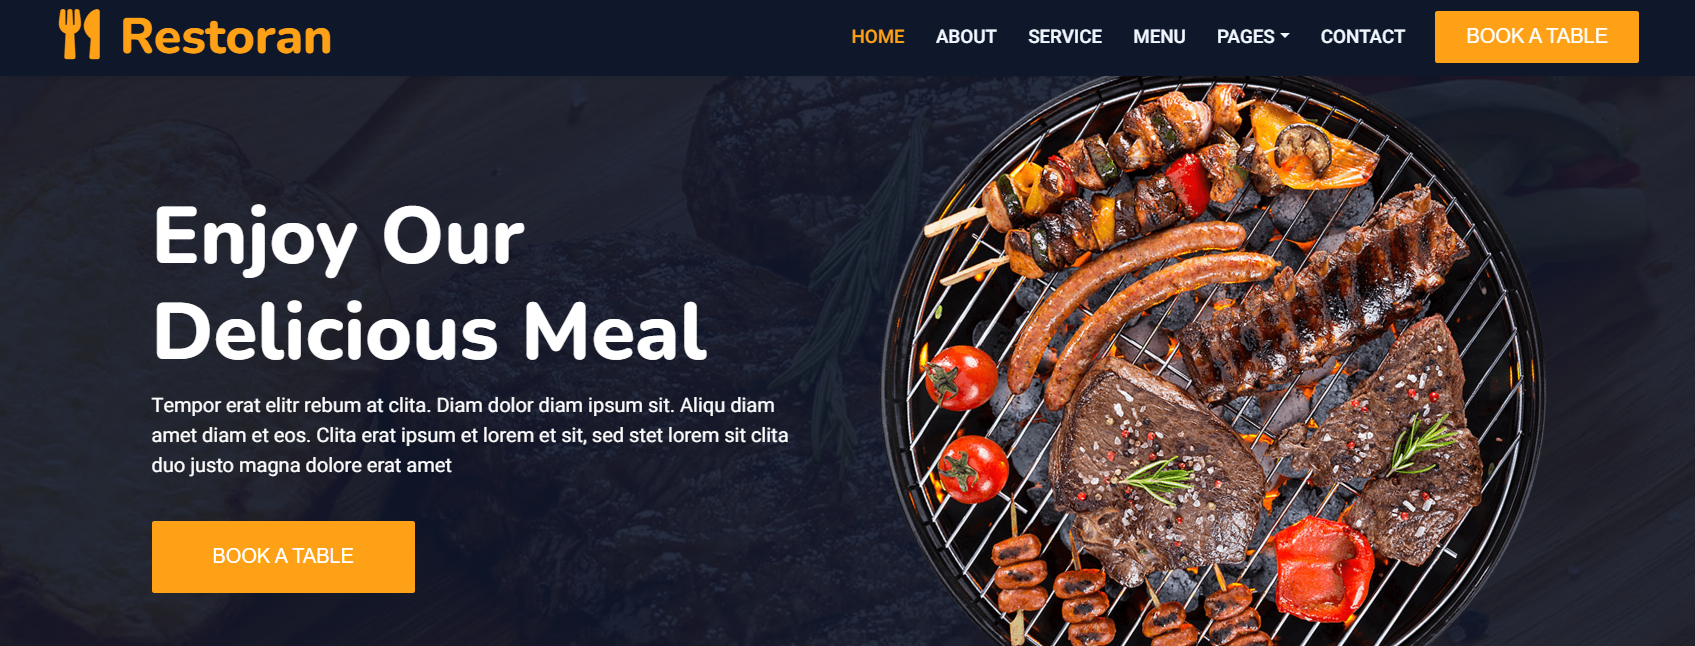 Restoran
HOME ABOUT SERVICE MENU PAGES CONTACT BOOK A TABLE
Enjoy Our
Delicious Meal
Tempor erat elitr rebum at clita. Diam dolor diam ipsum sit. Aliqu diam
amet diam et eos. Clita erat ipsum et lorem et sit, sed stet lorem sit clita
duo justo magna dolore erat amet
BOOK A TABLE